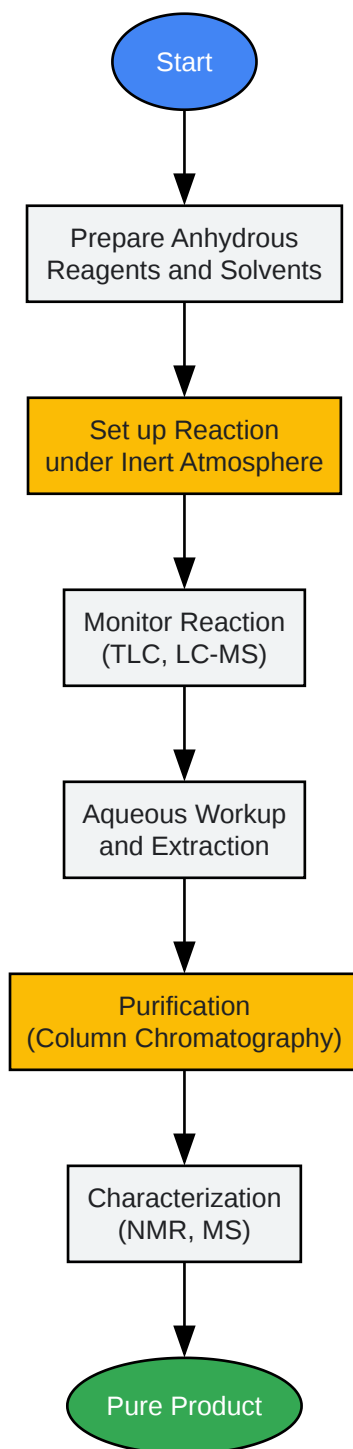 Start
Prepare Anhydrous
Reagents and Solvents
Set up Reaction
under Inert Atmosphere
Monitor Reaction
(TLC, LC-MS)
Aqueous Workup
and Extraction
Purification
(Column Chromatography)
Characterization
(NMR, MS)
Pure Product